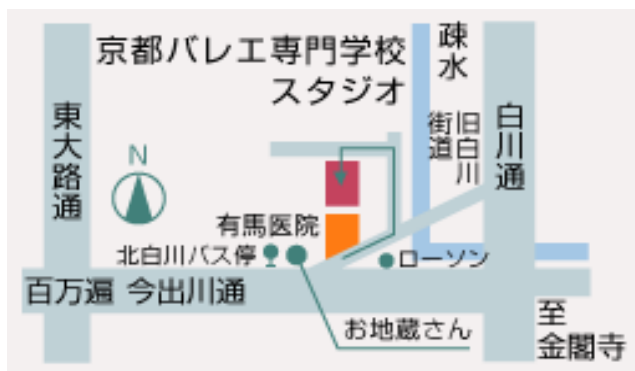 京都バレエ専門学校
スタジオ
疎水
東大路通
旧白川
街道
白川通
N
有馬医院
北白川バス停
ローソン
百万遍 今出川通
お地蔵さん
至
金閣寺